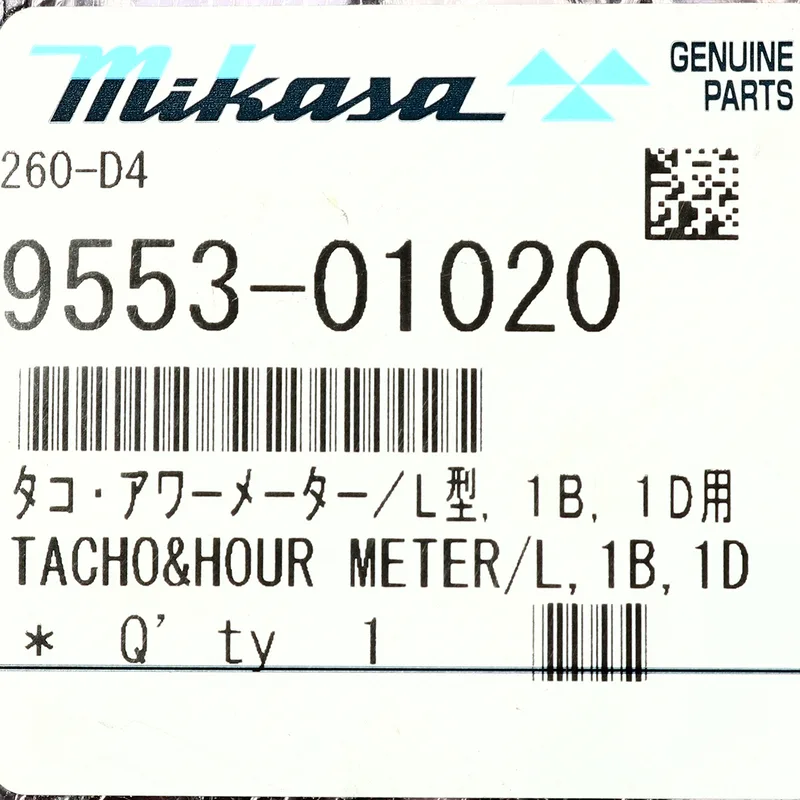 mikasa
GENUINE
PARTS
260-D4
9553-01020
タコ・アワーメーター/L型, 1B, 1D用
TACHO&HOUR METER/L, 1B, 1D
* Q'ty 1